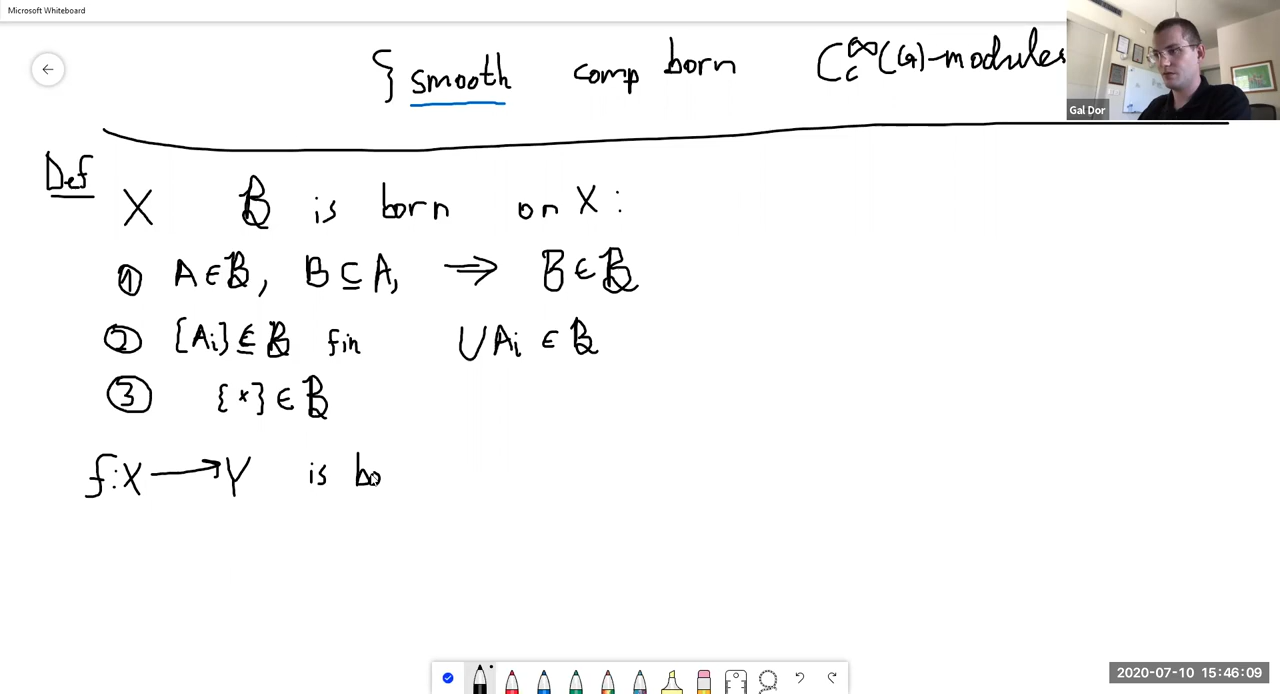 Microsoft Whiteboard
{ smooth comp born C_c^∞(G)-modules
Gal Dor
Def
X 𝓑 is born on X:
① A ∈ 𝓑, B ⊆ A, ⟹ B ∈ 𝓑
② {Ai} ⊆ 𝓑 fin ∪Ai ∈ 𝓑
③ {*} ∈ 𝓑
f: X ⟶ Y is bo
2020-07-10 15:46:09